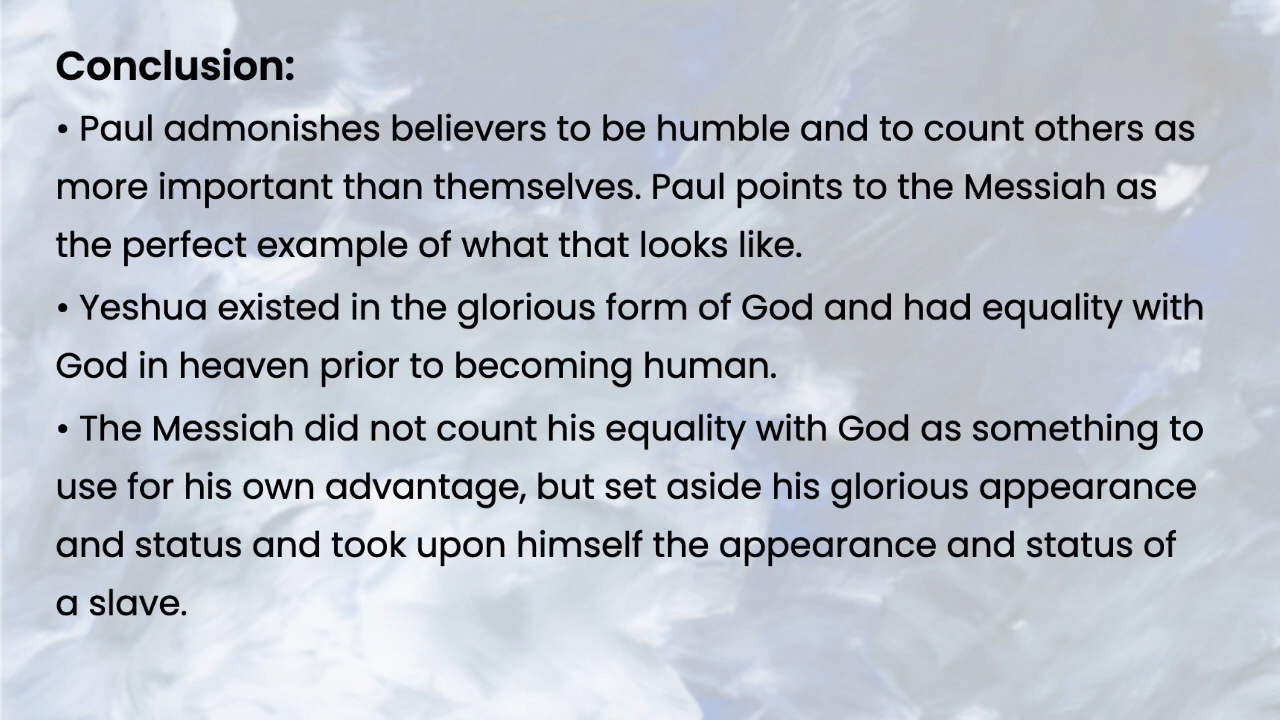 Conclusion:
• Paul admonishes believers to be humble and to count others as
more important than themselves. Paul points to the Messiah as
the perfect example of what that looks like.
• Yeshua existed in the glorious form of God and had equality with
God in heaven prior to becoming human.
• The Messiah did not count his equality with God as something to
use for his own advantage, but set aside his glorious appearance
and status and took upon himself the appearance and status of
a slave.